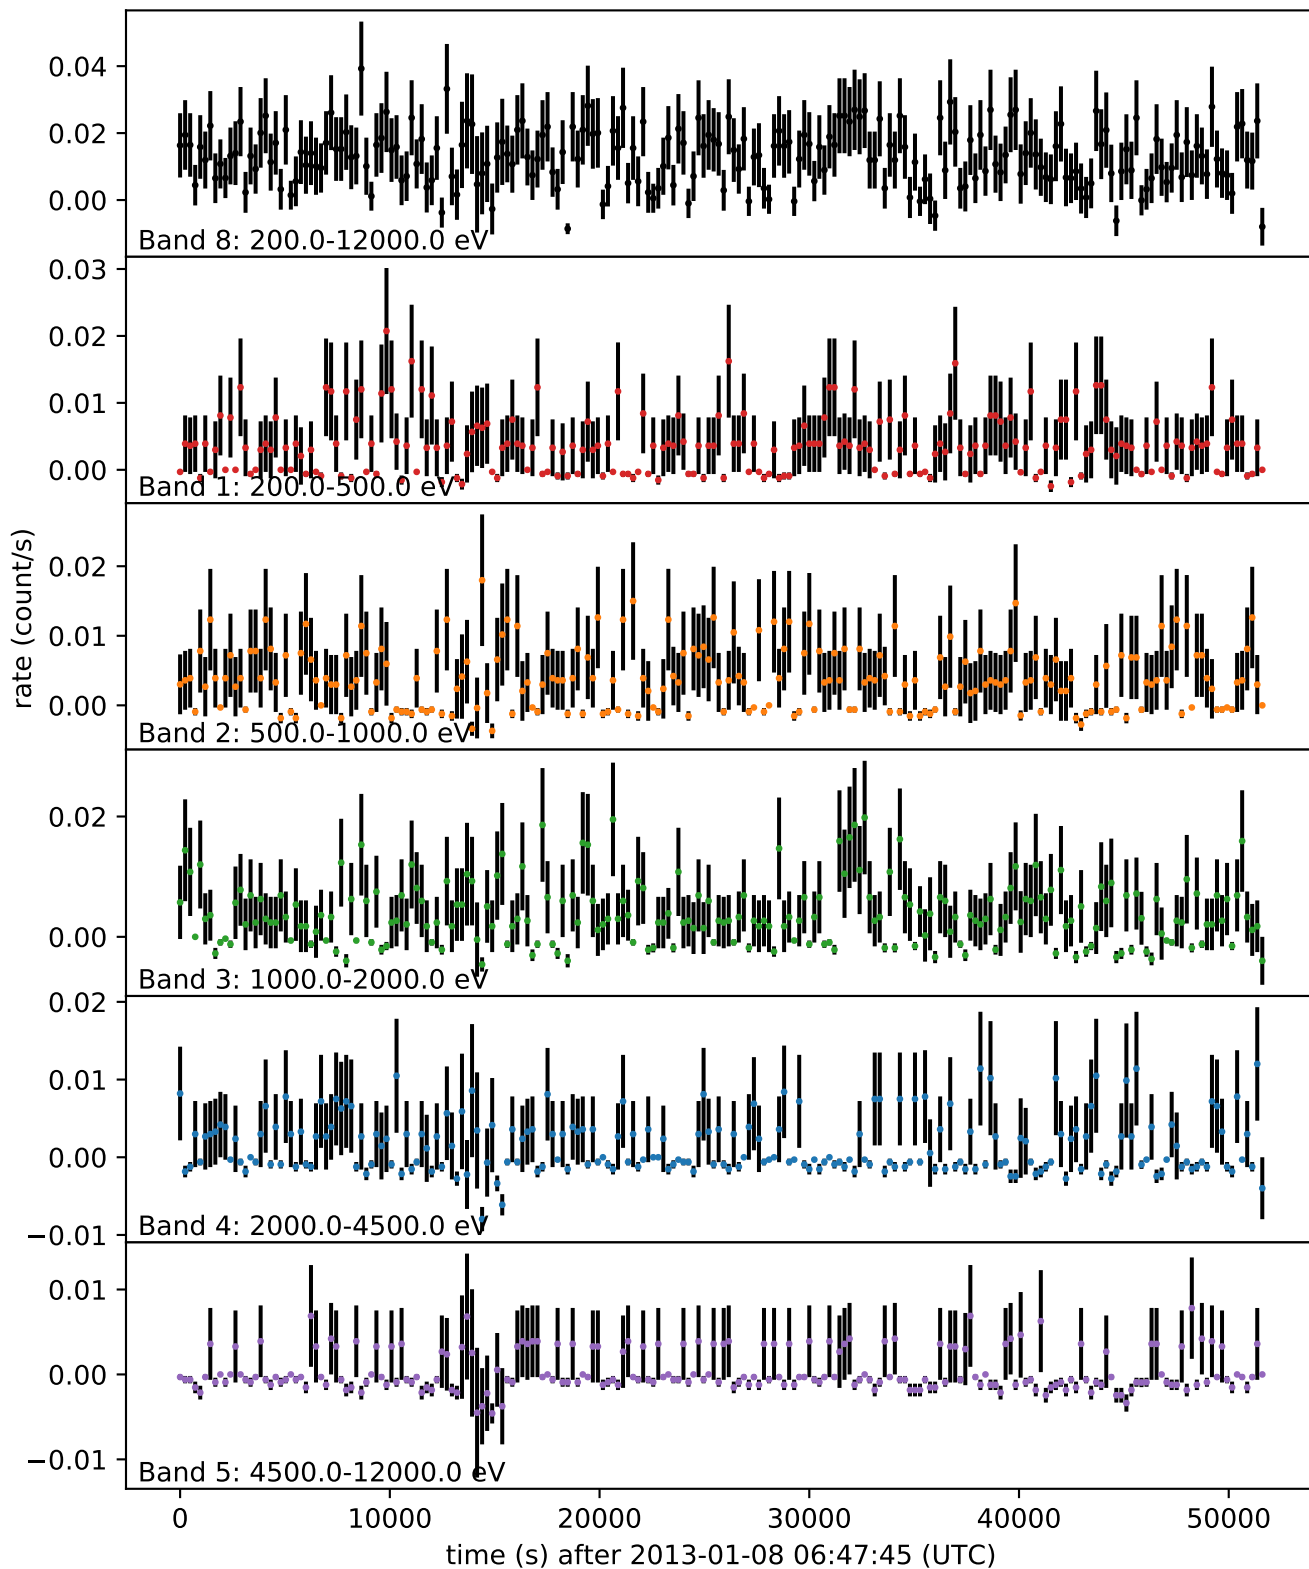 0.04
0.02
0.00
Band 8: 200.0-12000.0 eV
0.03
0.02
0.01
0.00
Band 1: 200.0-500.0 eV
rate (count/s)
0.02
0.01
0.00
Band 2: 500.0-1000.0 eV
0.02
0.00
Band 3: 1000.0-2000.0 eV
0.02
0.01
0.00
−0.01
Band 4: 2000.0-4500.0 eV
0.01
0.00
−0.01
Band 5: 4500.0-12000.0 eV
0 10000 20000 30000 40000 50000
time (s) after 2013-01-08 06:47:45 (UTC)